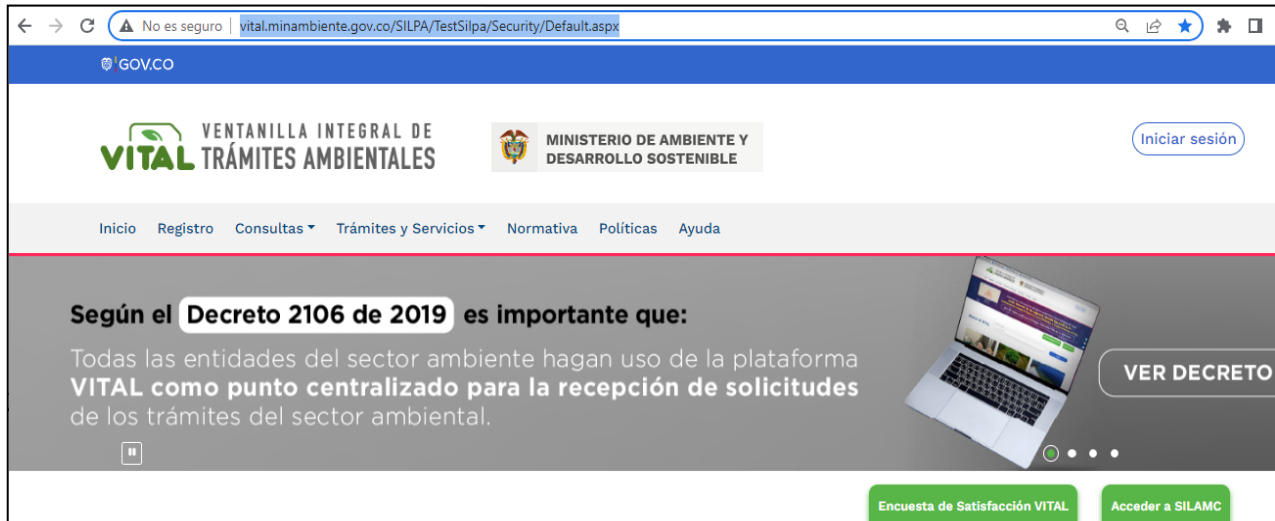 No es seguro | vital.minambiente.gov.co/SILPA/TestSilpa/Security/Default.aspx
GOV.CO
VITAL
VENTANILLA INTEGRAL DE
TRÁMITES AMBIENTALES
MINISTERIO DE AMBIENTE Y
DESARROLLO SOSTENIBLE
Iniciar sesión
Inicio Registro Consultas Trámites y Servicios Normativa Políticas Ayuda
Según el Decreto 2106 de 2019 es importante que:
Todas las entidades del sector ambiente hagan uso de la plataforma
VITAL como punto centralizado para la recepción de solicitudes
de los trámites del sector ambiental.
VER DECRETO
Encuesta de Satisfacción VITAL
Acceder a SILAMC